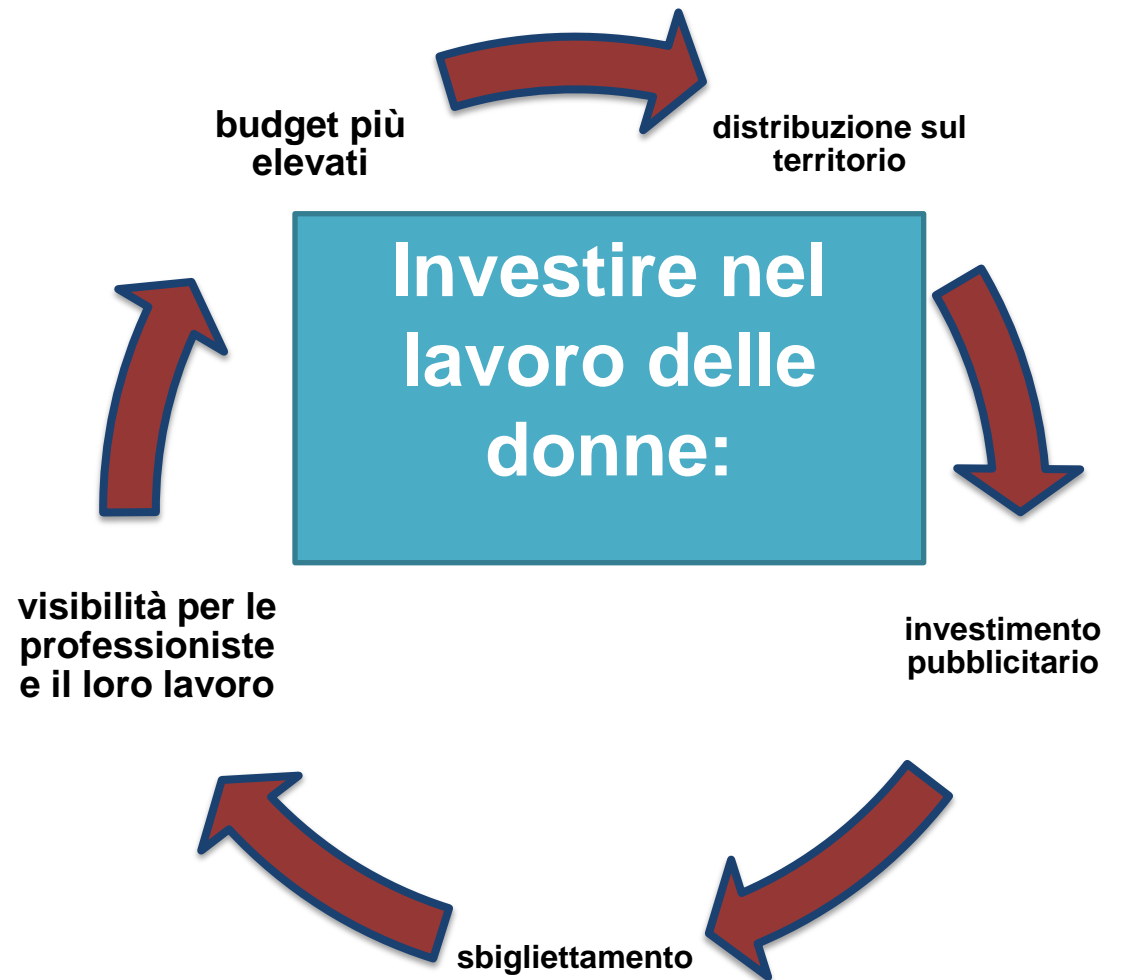 budget più
elevati
distribuzione sul
territorio
Investire nel
lavoro delle
donne:
visibilità per le
professioniste
e il loro lavoro
investimento
pubblicitario
sbigliettamento